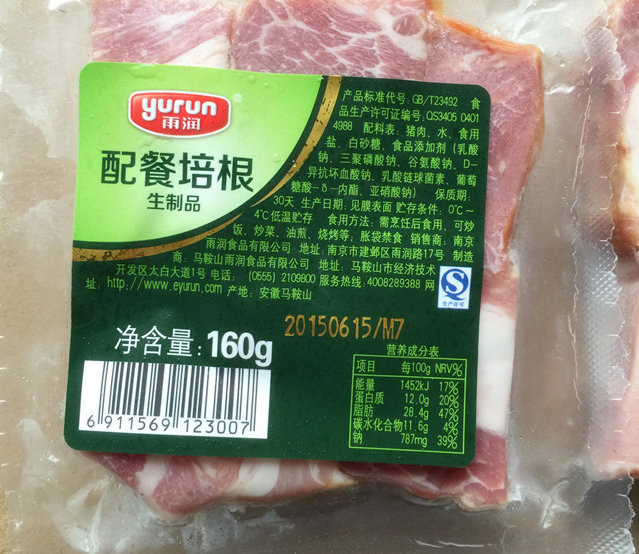 yurun
雨润
®
配餐培根
生制品
产品标准代号:GB/T23492 食
品生产许可证编号:QS3405 0401
4988 配料表:猪肉、水、食用
盐、白砂糖、食品添加剂(乳酸
钠、三聚磷酸钠、谷氨酸钠、D-
异抗坏血酸钠、乳酸链球菌素、葡萄
糖酸-δ-内酯、亚硝酸钠) 保质期:
30天 生产日期:见膜表面 贮存条件:0℃~
4℃低温贮存 食用方法:需烹饪后食用,可炒
饭、炒菜、油煎、烧烤等;胀袋禁食 销售商:南京
雨润食品有限公司 地址:南京市建邺区雨润路17号 制造
商:马鞍山雨润食品有限公司 地址:马鞍山市经济技术
开发区太白大道1号 电话:(0555)2109800 服务热线:4008289388 网
址:http://www.eyurun.com 产地:安徽马鞍山
QS
生产许可
净含量:160g
20150615/M7
营养成分表
项目 每100g NRV%
能量 1452kJ 17%
蛋白质 12.0g 20%
脂肪 28.4g 47%
碳水化合物 11.6g 4%
钠 787mg 39%
6 911569 123007